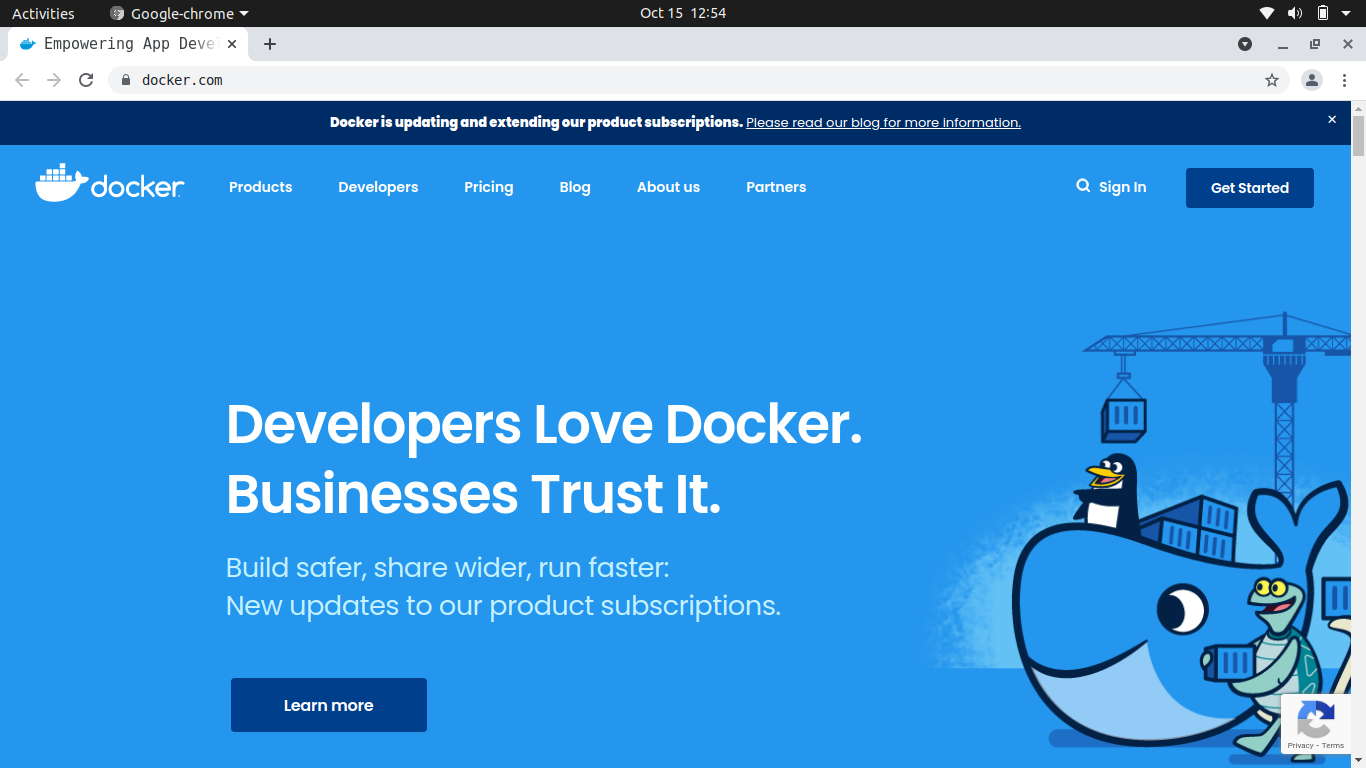 Activities Google-chrome Oct 15 12:54
Empowering App Deve
docker.com
Docker is updating and extending our product subscriptions. Please read our blog for more information.
docker Products Developers Pricing Blog About us Partners Sign In Get Started
Developers Love Docker.
Businesses Trust It.
Build safer, share wider, run faster:
New updates to our product subscriptions.
Learn more
Privacy - Terms